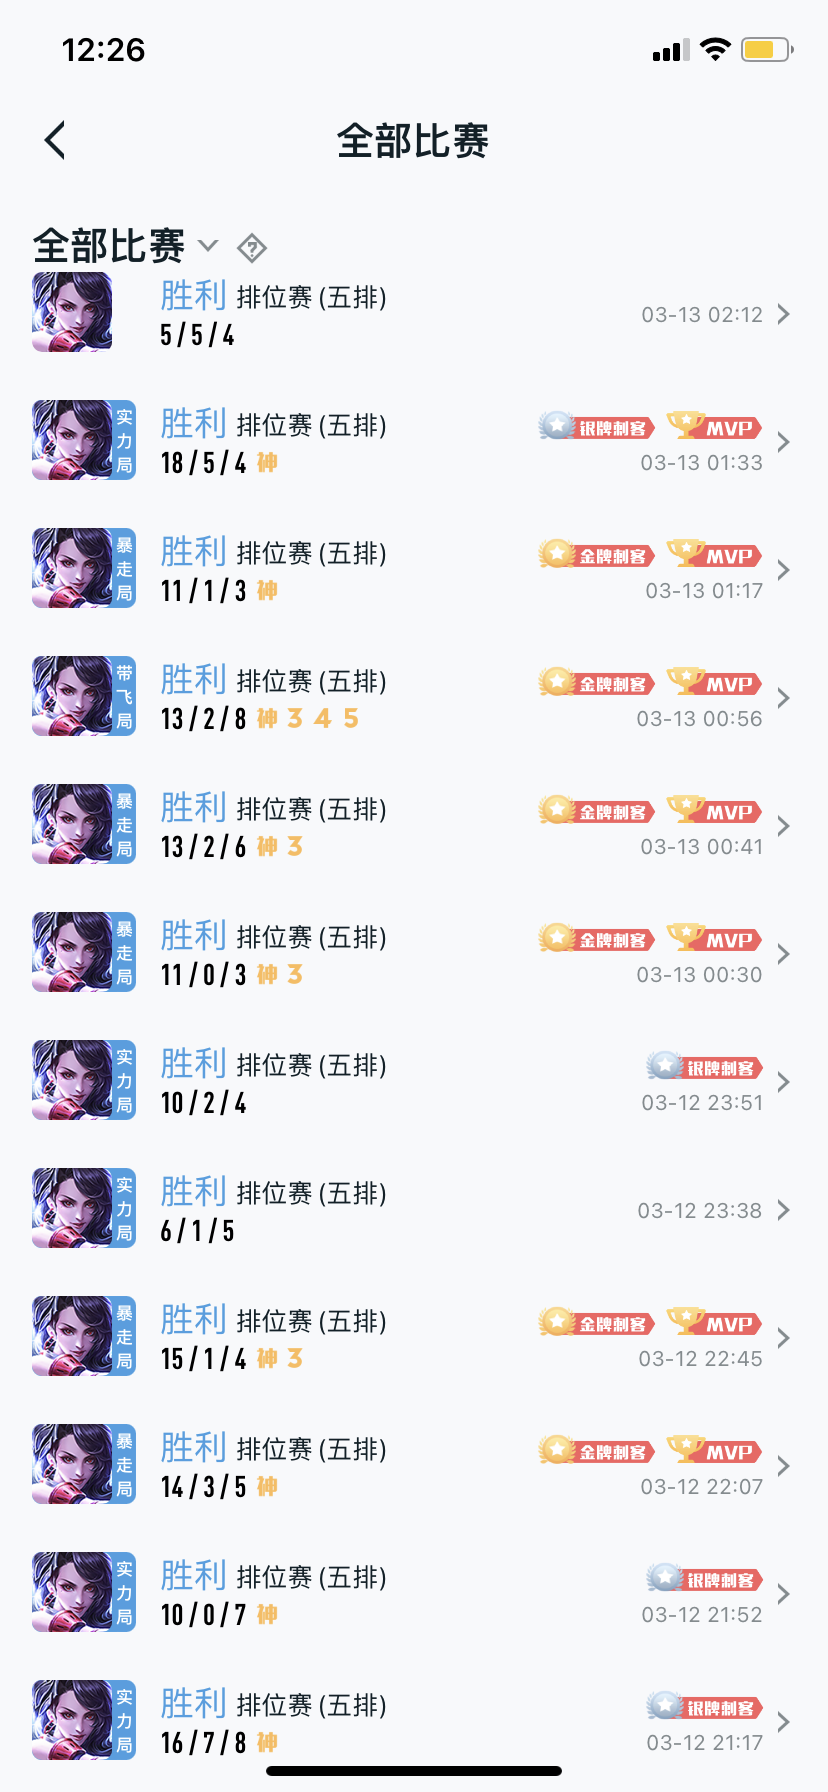 12:26
全部比赛
全部比赛
胜利 排位赛 (五排)
5/5/4
03-13 02:12
实力局
胜利 排位赛 (五排)
银牌刺客 MVP
18/5/4 神
03-13 01:33
暴走局
胜利 排位赛 (五排)
金牌刺客 MVP
11/1/3 神
03-13 01:17
带飞局
胜利 排位赛 (五排)
金牌刺客 MVP
13/2/8 神 3 4 5
03-13 00:56
暴走局
胜利 排位赛 (五排)
金牌刺客 MVP
13/2/6 神 3
03-13 00:41
暴走局
胜利 排位赛 (五排)
金牌刺客 MVP
11/0/3 神 3
03-13 00:30
实力局
胜利 排位赛 (五排)
银牌刺客
10/2/4
03-12 23:51
实力局
胜利 排位赛 (五排)
6/1/5
03-12 23:38
暴走局
胜利 排位赛 (五排)
金牌刺客 MVP
15/1/4 神 3
03-12 22:45
暴走局
胜利 排位赛 (五排)
金牌刺客 MVP
14/3/5 神
03-12 22:07
实力局
胜利 排位赛 (五排)
银牌刺客
10/0/7 神
03-12 21:52
实力局
胜利 排位赛 (五排)
银牌刺客
16/7/8 神
03-12 21:17